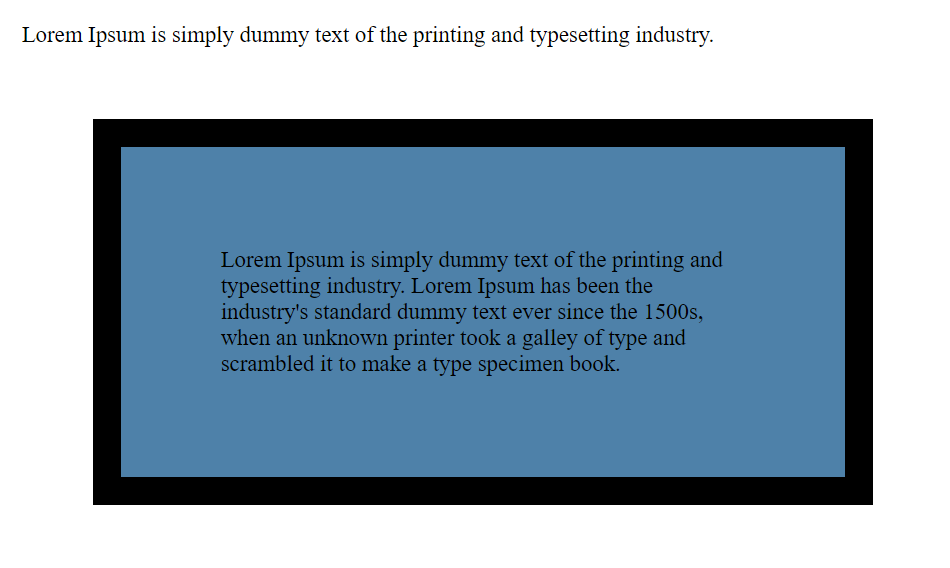 Lorem Ipsum is simply dummy text of the printing and typesetting industry.
Lorem Ipsum is simply dummy text of the printing and
typesetting industry. Lorem Ipsum has been the
industry's standard dummy text ever since the 1500s,
when an unknown printer took a galley of type and
scrambled it to make a type specimen book.